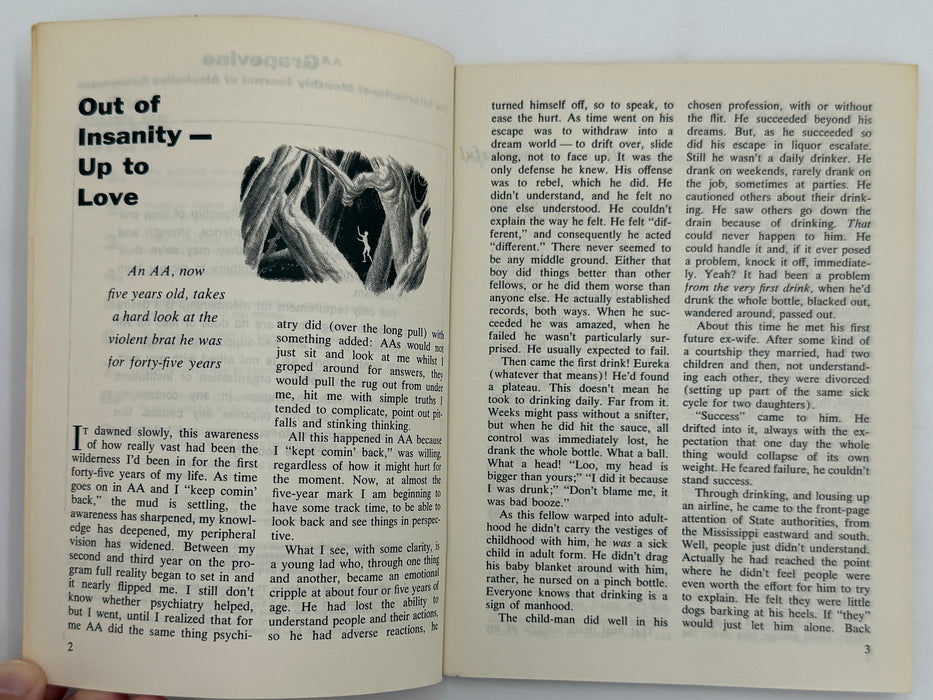 Out of
Insanity —
Up to
Love
An AA, now
five years old, takes
a hard look at the
violent brat he was
for forty-five years
IT dawned slowly, this awareness
of how really vast had been the
wilderness I'd been in for the first
forty-five years of my life. As time
goes on in AA and I "keep comin'
back," the mud is settling, the
awareness has sharpened, my knowl-
edge has deepened, my peripheral
vision has widened. Between my
second and third year on the pro-
gram full reality began to set in and
it nearly flipped me. I still don't
know whether psychiatry helped,
but I went, until I realized that for
me AA did the same thing psychi-
2
atry did (over the long pull) with
something added: AAs would not
just sit and look at me whilst I
groped around for answers, they
would pull the rug out from under
me, hit me with simple truths I
tended to complicate, point out pit-
falls and stinking thinking.
All this happened in AA because
I "kept comin' back," was willing,
regardless of how it might hurt for
the moment. Now, at almost the
five-year mark I am beginning to
have some track time, to be able to
look back and see things in perspec-
tive.
What I see, with some clarity, is
a young lad who, through one thing
and another, became an emotional
cripple at about four or five years of
age. He had lost the ability to
understand people and their actions,
so he had adverse reactions, he
turned himself off, so to speak, to
ease the hurt. As time went on his
escape was to withdraw into a
dream world — to drift over, slide
along, not to face up. It was the
only defense he knew. His offense
was to rebel, which he did. He
didn't understand, and he felt no
one else understood. He couldn't
explain the way he felt. He felt "dif-
ferent," and consequently he acted
"different." There never seemed to
be any middle ground. Either that
boy did things better than other
fellows, or he did them worse than
anyone else. He actually established
records, both ways. When he suc-
ceeded he was amazed, when he
failed he wasn't particularly sur-
prised. He usually expected to fail.
Then came the first drink! Eureka
(whatever that means)! He'd found
a plateau. This doesn't mean he
took to drinking daily. Far from it.
Weeks might pass without a snifter,
but when he did hit the sauce, all
control was immediately lost, he
drank the whole bottle. What a ball.
What a head! "Loo, my head is
bigger than yours;" "I did it because
I was drunk;" "Don't blame me, it
was bad booze."
As this fellow warped into adult-
hood he didn't carry the vestiges of
childhood with him, he was a sick
child in adult form. He didn't drag
his baby blanket around with him,
rather, he nursed on a pinch bottle.
Everyone knows that drinking is a
sign of manhood.
The child-man did well in his
chosen profession, with or without
the flit. He succeeded beyond his
dreams. But, as he succeeded so
did his escape in liquor escalate.
Still he wasn't a daily drinker. He
drank on weekends, rarely drank on
the job, sometimes at parties. He
cautioned others about their drink-
ing. He saw others go down the
drain because of drinking. That
could never happen to him. He
could handle it and, if it ever posed
a problem, knock it off, immediate-
ly. Yeah? It had been a problem
from the very first drink, when he'd
drunk the whole bottle, blacked out,
wandered around, passed out.
About this time he met his first
future ex-wife. After some kind of
a courtship they married, had two
children and then, not understand-
ing each other, they were divorced
(setting up part of the same sick
cycle for two daughters).
"Success" came to him. He
drifted into it, always with the ex-
pectation that one day the whole
thing would collapse of its own
weight. He feared failure, he couldn't
stand success.
Through drinking, and lousing up
an airline, he came to the front-page
attention of State authorities, from
the Mississippi eastward and south.
Well, people just didn't understand.
Actually he had reached the point
where he didn't feel people were
even worth the effort for him to try
to explain. He felt they were little
dogs barking at his heels. If "they"
would just let him alone. Back
3